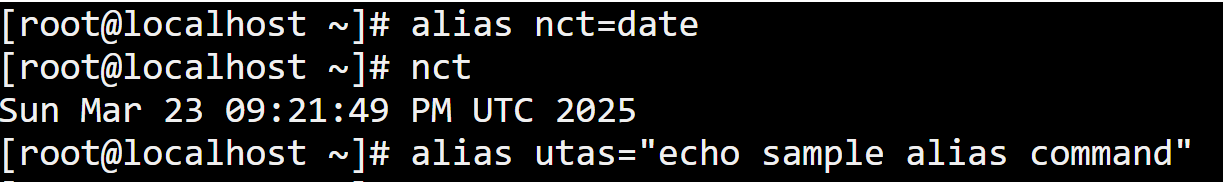 [root@localhost ~]# alias nct=date
[root@localhost ~]# nct
Sun Mar 23 09:21:49 PM UTC 2025
[root@localhost ~]# alias utas="echo sample alias command"